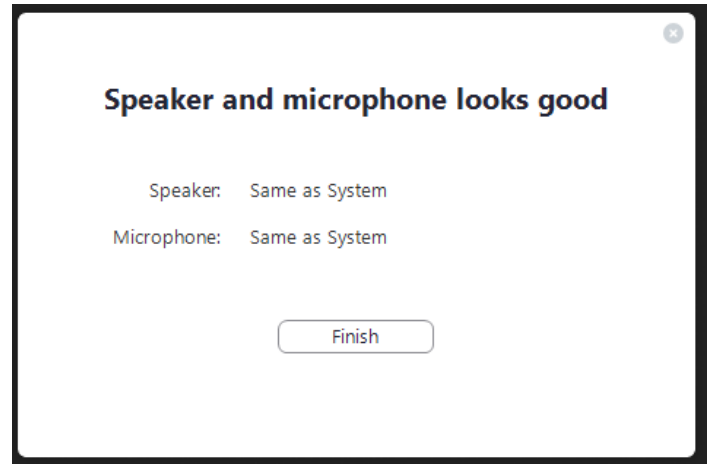 Speaker and microphone looks good
Speaker: Same as System
Microphone: Same as System
Finish